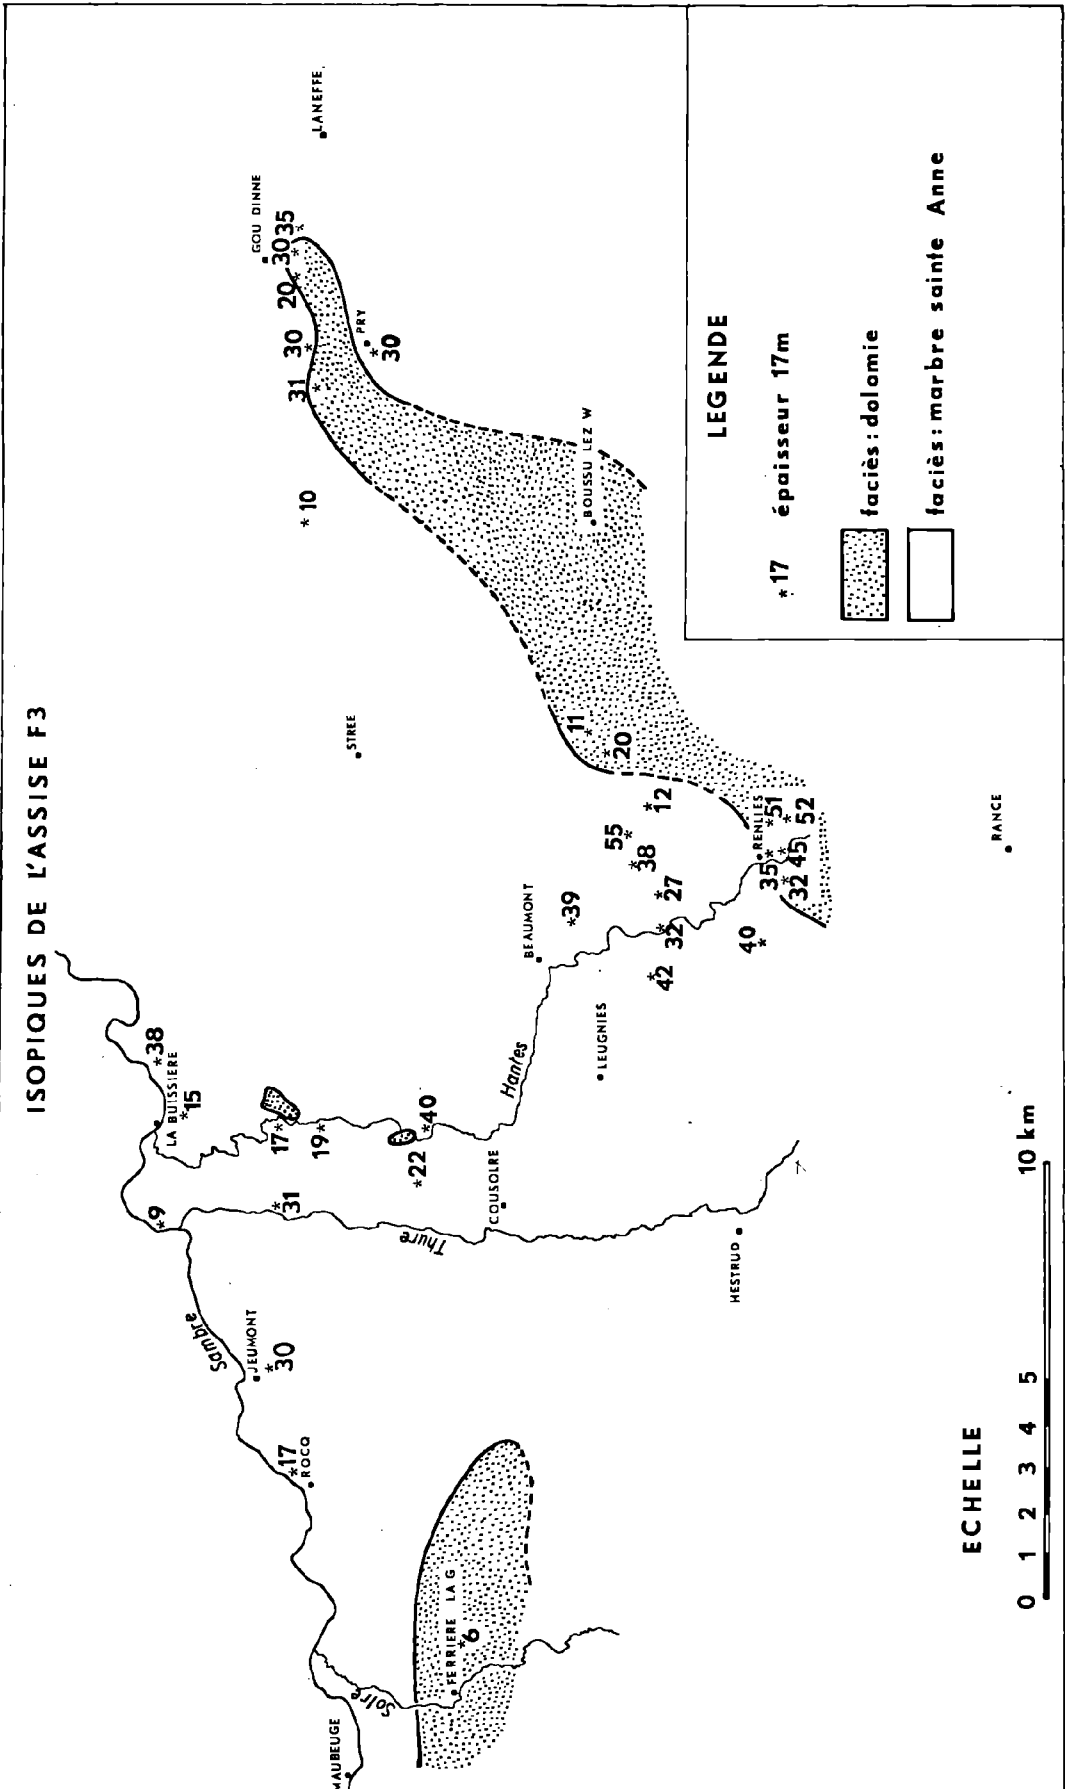 ISOPIQUES DE L'ASSISE F3
LANEFFE
GOU DINNE
35
30
20
30
31
PRY
30
10
BOUSSU LEZ W
STREE
11
20
12
55
38
27
39
BEAUMONT
32
42
40
RENLIES
51
52
35
45
32
RANCE
LEUGNIES
Hantes
38
LA BUISSIERE
15
17
19
40
22
COUSOLRE
9
31
Thure
HESTRUD
Sambre
JEUMONT
30
17
ROCQ
FERRIERE LA G
6
Solre
MAUBEUGE
LEGENDE
*17 épaisseur 17m
faciès: dolomie
faciès: marbre sainte Anne
ECHELLE
0 1 2 3 4 5 10 km